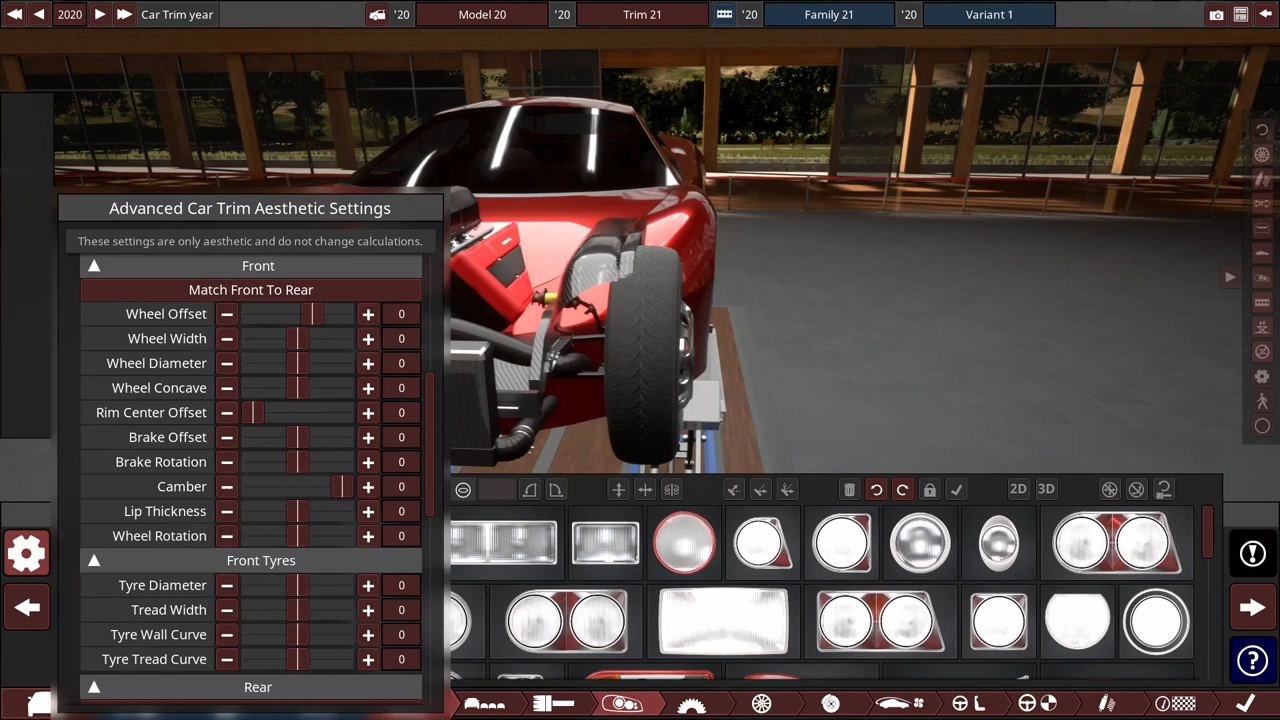 2020 Car Trim year '20 Model 20 '20 Trim 21 '20 Family 21 '20 Variant 1
Advanced Car Trim Aesthetic Settings
These settings are only aesthetic and do not change calculations.
Front
Match Front To Rear
Wheel Offset 0
Wheel Width 0
Wheel Diameter 0
Wheel Concave 0
Rim Center Offset 0
Brake Offset 0
Brake Rotation 0
Camber 0
Lip Thickness 0
Wheel Rotation 0
Front Tyres
Tyre Diameter 0
Tread Width 0
Tyre Wall Curve 0
Tyre Tread Curve 0
Rear
2D 3D